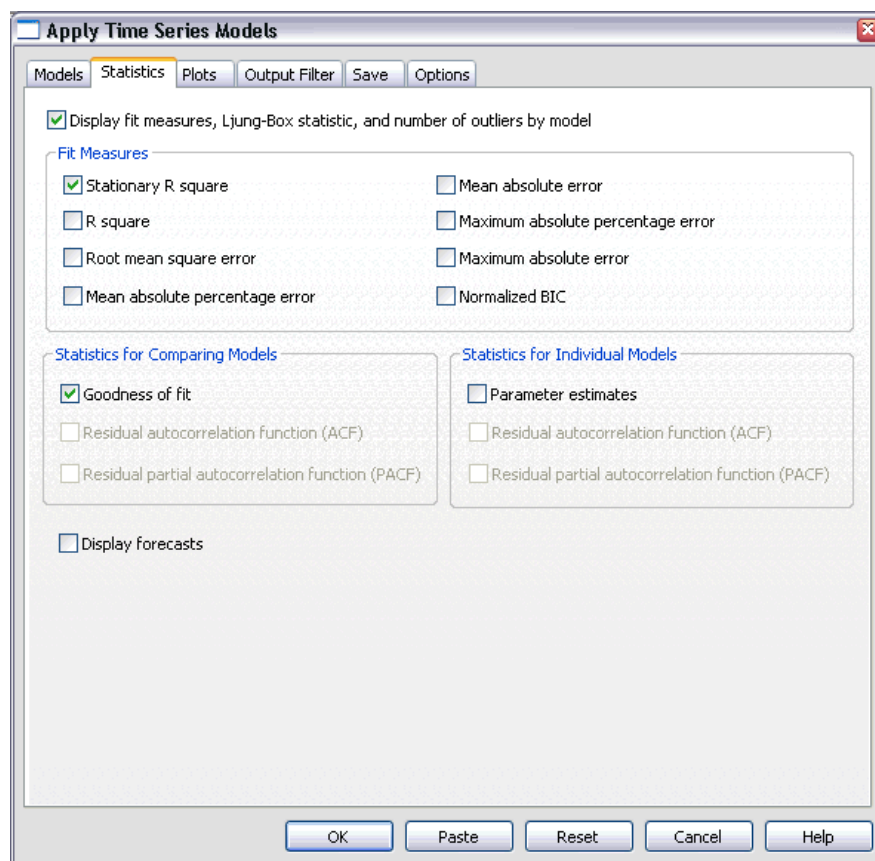 Apply Time Series Models
Models Statistics Plots Output Filter Save Options
Display fit measures, Ljung-Box statistic, and number of outliers by model
Fit Measures
Stationary R square
Mean absolute error
R square
Maximum absolute percentage error
Root mean square error
Maximum absolute error
Mean absolute percentage error
Normalized BIC
Statistics for Comparing Models
Goodness of fit
Residual autocorrelation function (ACF)
Residual partial autocorrelation function (PACF)
Statistics for Individual Models
Parameter estimates
Residual autocorrelation function (ACF)
Residual partial autocorrelation function (PACF)
Display forecasts
OK Paste Reset Cancel Help